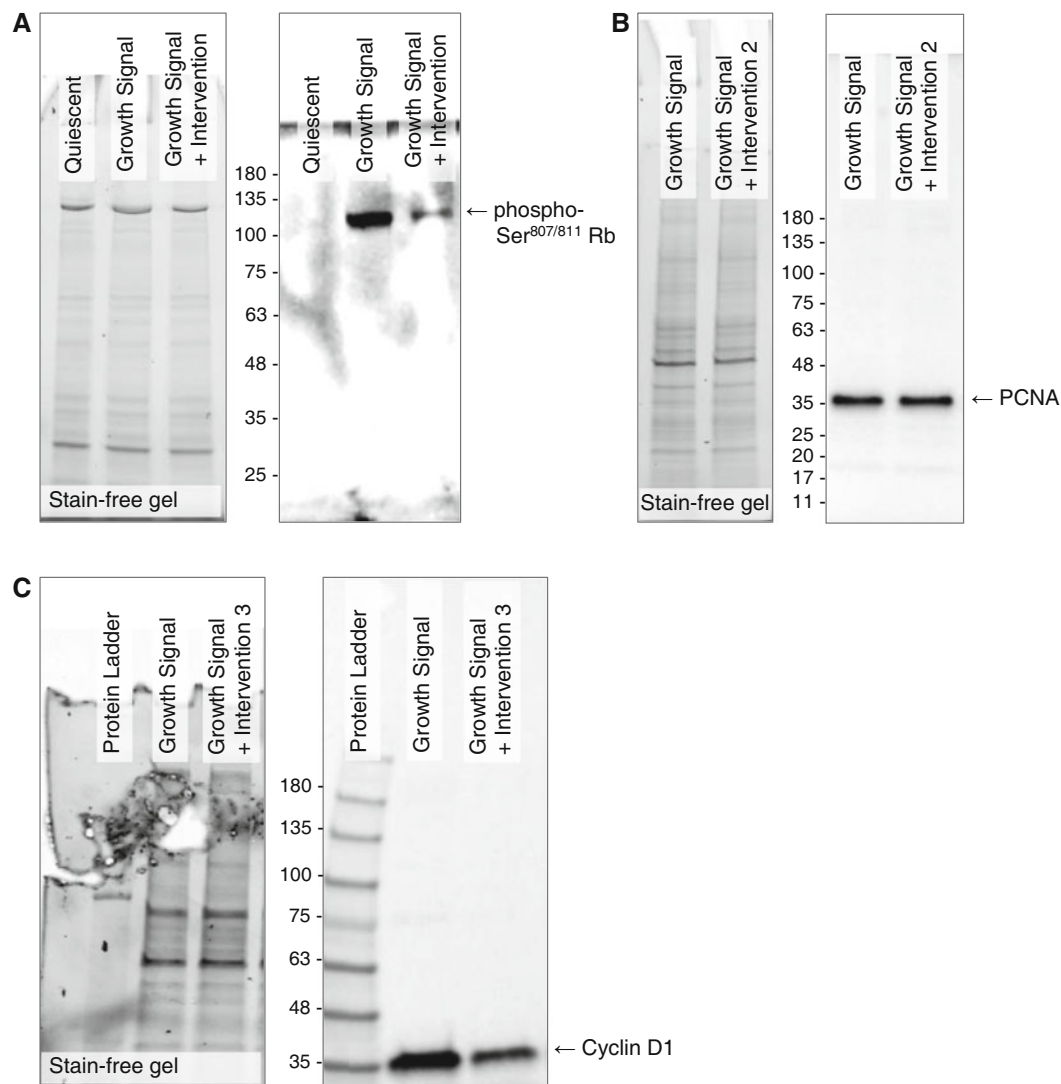 A
Quiescent
Growth Signal
Growth Signal
+ Intervention
Stain-free gel
180 -
135 -
100 -
75 -
63 -
48 -
35 -
25 -
Quiescent
Growth Signal
Growth Signal
+ Intervention
← phospho-
Ser807/811 Rb
B
Growth Signal
Growth Signal
+ Intervention 2
Stain-free gel
180 -
135 -
100 -
75 -
63 -
48 -
35 -
25 -
20 -
17 -
11 -
Growth Signal
Growth Signal
+ Intervention 2
← PCNA
C
Protein Ladder
Growth Signal
Growth Signal
+ Intervention 3
Stain-free gel
180 -
135 -
100 -
75 -
63 -
48 -
35 -
Protein Ladder
Growth Signal
Growth Signal
+ Intervention 3
← Cyclin D1